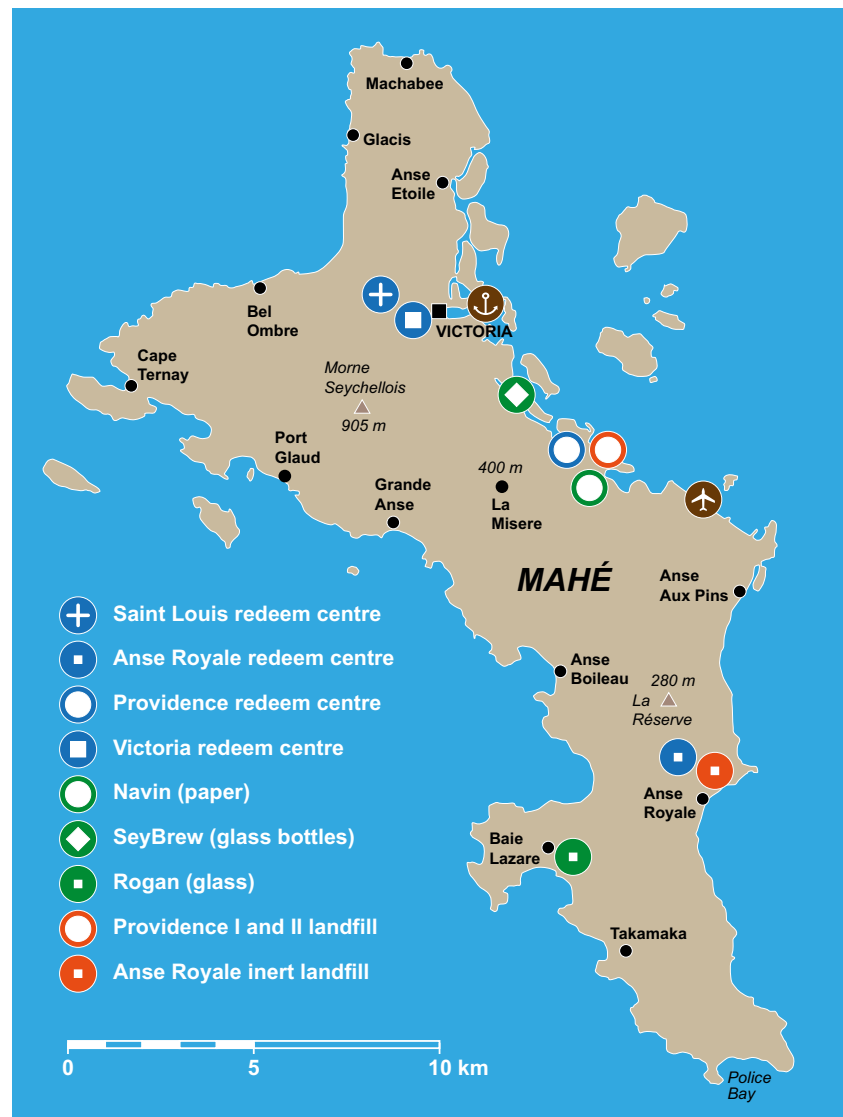 Machabee
Glacis
Anse
Etoile
Bel
Ombre
VICTORIA
Cape
Ternay
Morne
Seychellois
905 m
Port
Glaud
Grande
Anse
400 m
La
Misere
MAHÉ
Anse
Aux Pins
Anse
Boileau
280 m
La
Réserve
Anse
Royale
Baie
Lazare
Takamaka
Police
Bay
Saint Louis redeem centre
Anse Royale redeem centre
Providence redeem centre
Victoria redeem centre
Navin (paper)
SeyBrew (glass bottles)
Rogan (glass)
Providence I and II landfill
Anse Royale inert landfill
0 5 10 km